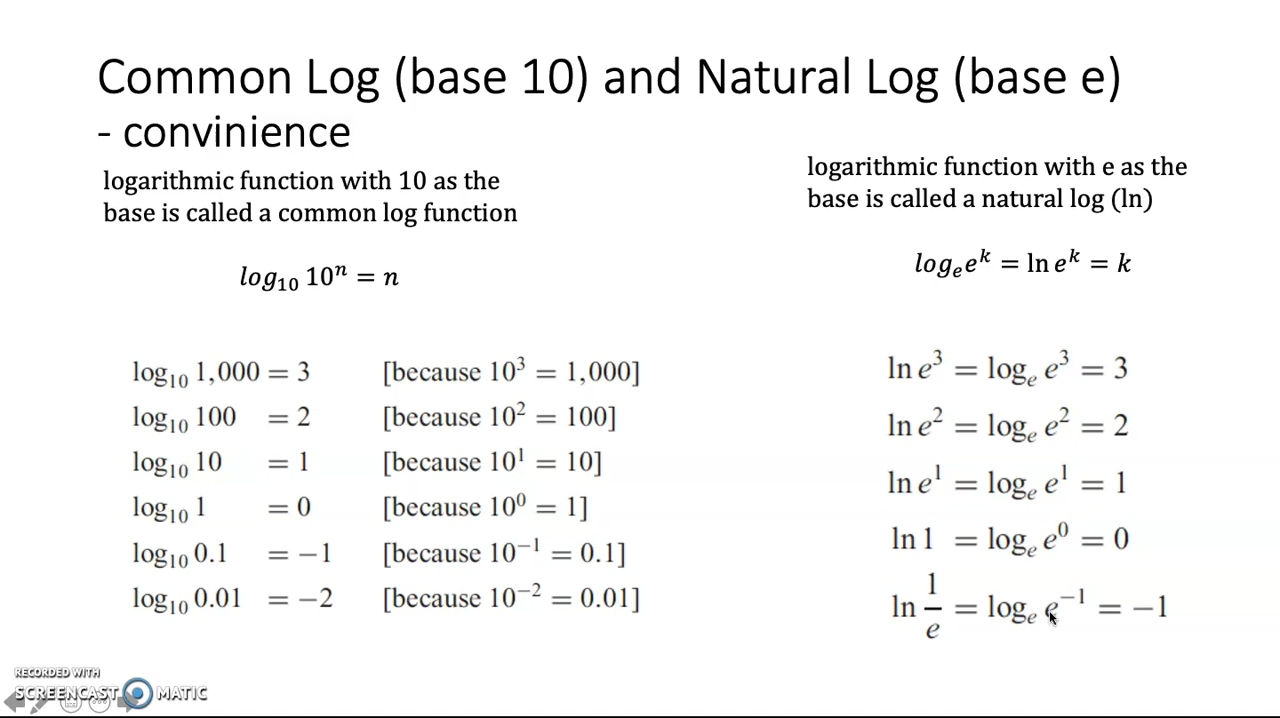 Common Log (base 10) and Natural Log (base e)
- convinience
logarithmic function with 10 as the
base is called a common log function
log₁₀ 10ⁿ = n
log₁₀ 1,000 = 3 [because 10³ = 1,000]
log₁₀ 100 = 2 [because 10² = 100]
log₁₀ 10 = 1 [because 10¹ = 10]
log₁₀ 1 = 0 [because 10⁰ = 1]
log₁₀ 0.1 = −1 [because 10⁻¹ = 0.1]
log₁₀ 0.01 = −2 [because 10⁻² = 0.01]
logarithmic function with e as the
base is called a natural log (ln)
logₑeᵏ = ln eᵏ = k
ln e³ = logₑ e³ = 3
ln e² = logₑ e² = 2
ln e¹ = logₑ e¹ = 1
ln 1 = logₑ e⁰ = 0
ln 1/e = logₑ e⁻¹ = −1
RECORDED WITH
SCREENCAST MATIC